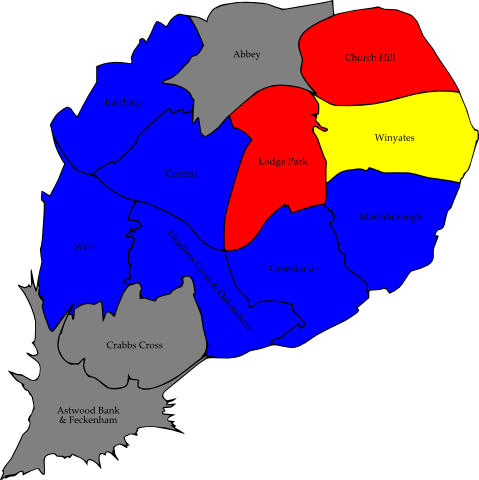 Abbey
Church Hill
Batchley
Winyates
Central
Lodge Park
Matchborough
West
Headless Cross & Oakenshaw
Greenlands
Crabbs Cross
Astwood Bank
& Feckenham